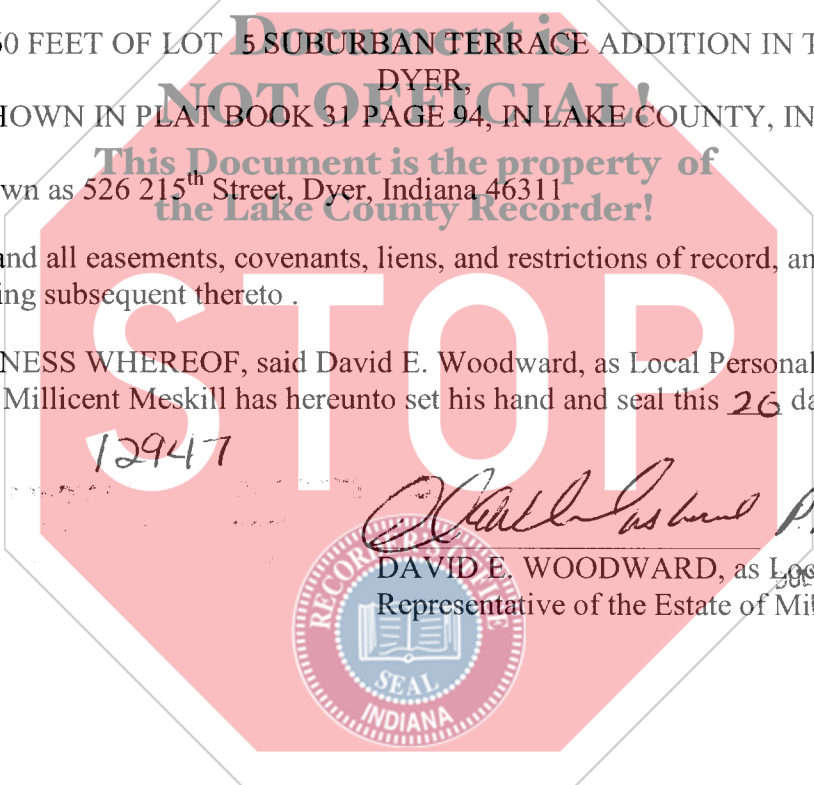 50 FEET OF LOT 5 SUBURBAN TERRACE ADDITION IN T
DYER,
HOWN IN PLAT BOOK 31 PAGE 94, IN LAKE COUNTY, IN
Document is
NOT OFFICIAL!
This Document is the property of
the Lake County Recorder!
wn as 526 215th Street, Dyer, Indiana 46311
and all easements, covenants, liens, and restrictions of record, an
ing subsequent thereto .
STOP
NESS WHEREOF, said David E. Woodward, as Local Personal
Millicent Meskill has hereunto set his hand and seal this 26 da
12947
DAVID E. WOODWARD, as Loc
Representative of the Estate of Mil
RECORDER'S OFFICE
SEAL
INDIANA